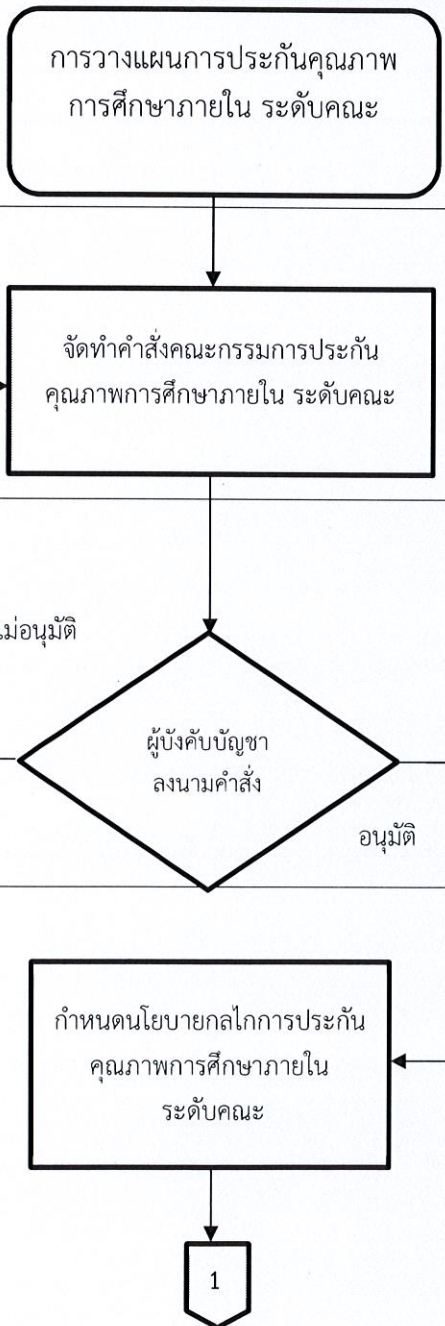 การวางแผนการประกันคุณภาพ
การศึกษาภายใน ระดับคณะ
จัดทำคำสั่งคณะกรรมการประกัน
คุณภาพการศึกษาภายใน ระดับคณะ
ไม่อนุมัติ
ผู้บังคับบัญชา
ลงนามคำสั่ง
อนุมัติ
กำหนดนโยบายกลไกการประกัน
คุณภาพการศึกษาภายใน
ระดับคณะ
1